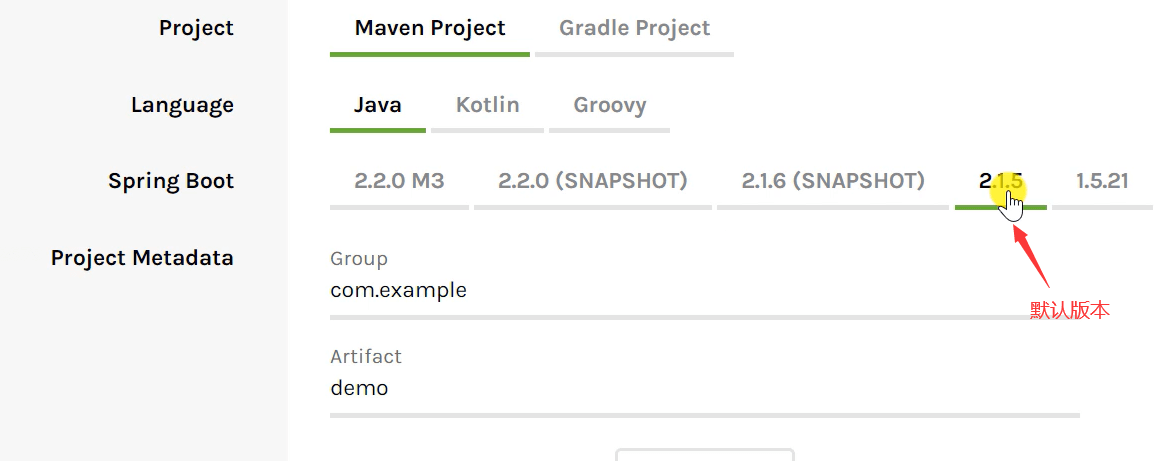 Project
Maven Project Gradle Project
Language
Java Kotlin Groovy
Spring Boot
2.2.0 M3 2.2.0 (SNAPSHOT) 2.1.6 (SNAPSHOT) 2.1.5 1.5.21
Project Metadata
Group
com.example
默认版本
Artifact
demo